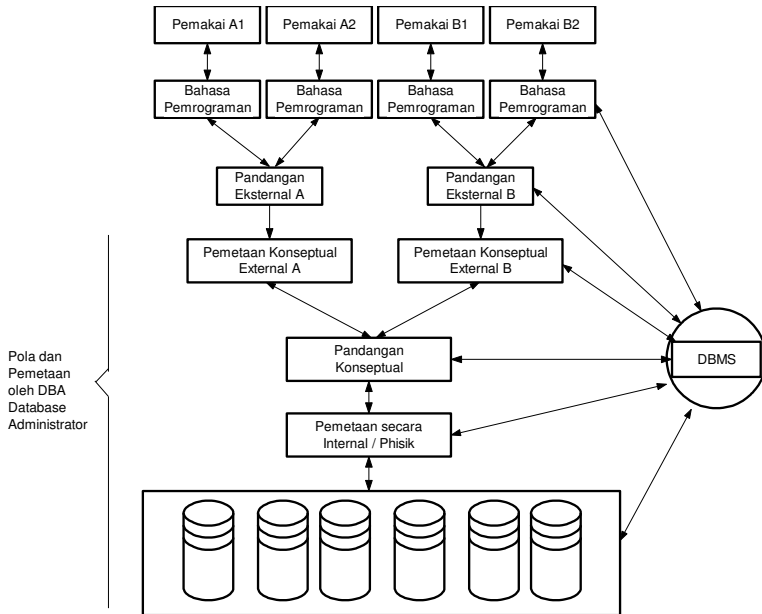 Pemakai A1
Pemakai A2
Pemakai B1
Pemakai B2
Bahasa
Pemrograman
Bahasa
Pemrograman
Bahasa
Pemrograman
Bahasa
Pemrograman
Pandangan
Eksternal A
Pandangan
Eksternal B
Pemetaan Konseptual
External A
Pemetaan Konseptual
External B
Pola dan
Pemetaan
oleh DBA
Database
Administrator
Pandangan
Konseptual
DBMS
Pemetaan secara
Internal / Phisik